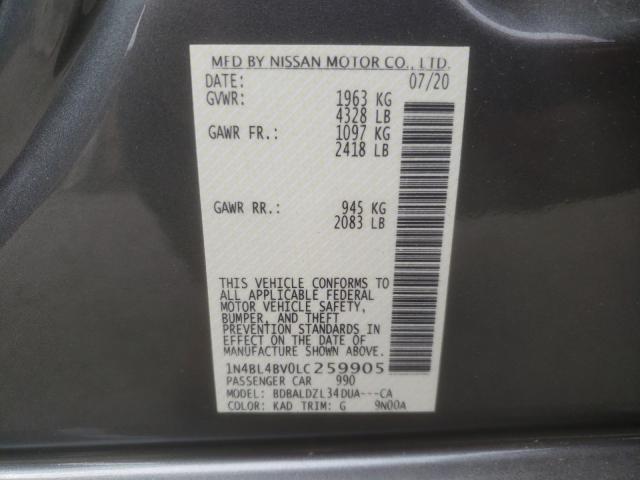 MFD BY NISSAN MOTOR CO., LTD.
DATE: 07/20
GVWR: 1963 KG
4328 LB
GAWR FR.: 1097 KG
2418 LB
GAWR RR.: 945 KG
2083 LB
THIS VEHICLE CONFORMS TO
ALL APPLICABLE FEDERAL
MOTOR VEHICLE SAFETY,
BUMPER, AND THEFT
PREVENTION STANDARDS IN
EFFECT ON THE DATE OF
MANUFACTURE SHOWN ABOVE.
1N4BL4BV0LC259905
PASSENGER CAR 990
MODEL: BDBALDZL34DUA---CA
COLOR: KAD TRIM: G 9N00A